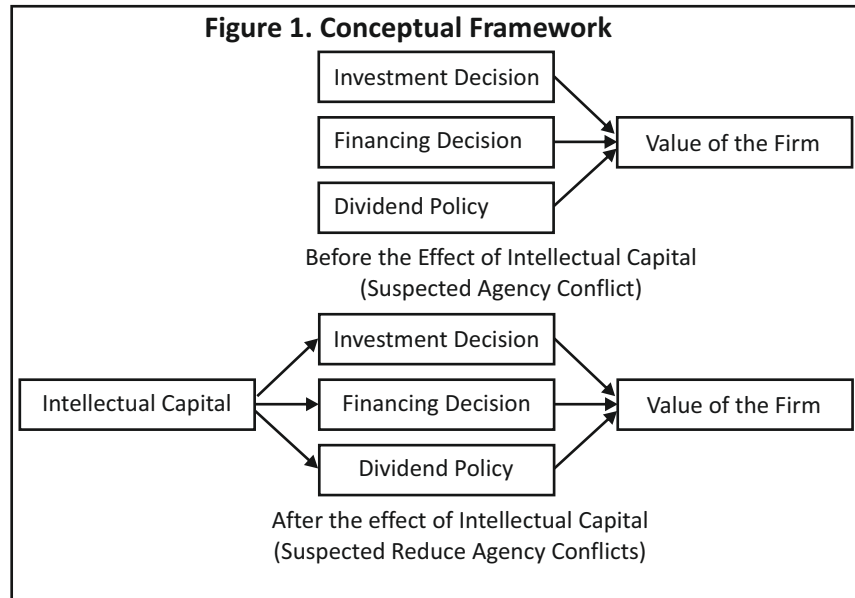 Figure 1. Conceptual Framework
Investment Decision
Financing Decision
Value of the Firm
Dividend Policy
Before the Effect of Intellectual Capital
(Suspected Agency Conflict)
Investment Decision
Intellectual Capital
Financing Decision
Value of the Firm
Dividend Policy
After the effect of Intellectual Capital
(Suspected Reduce Agency Conflicts)